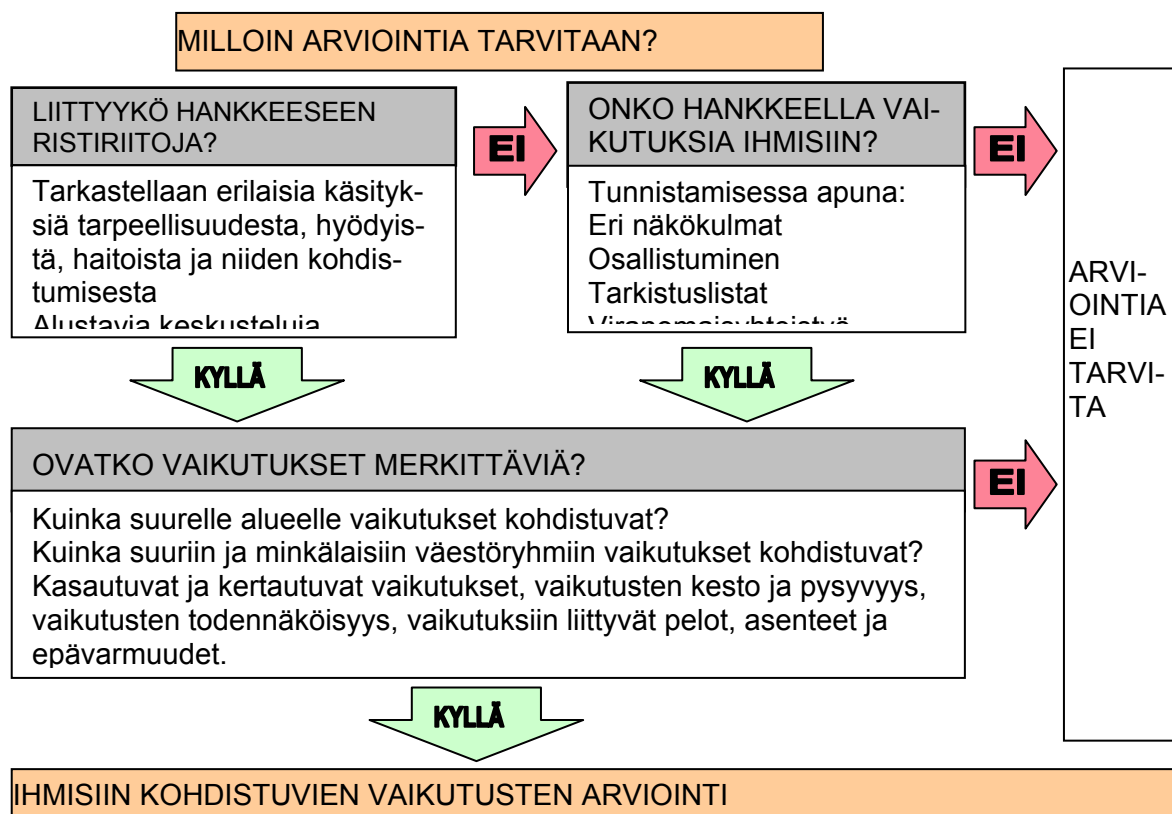 MILLOIN ARVIOINTIA TARVITAAN?
LIITTYYKÖ HANKKEESEEN
RISTIRIITOJA?
Tarkastellaan erilaisia käsityk-
siä tarpeellisuudesta, hyödyis-
tä, haitoista ja niiden kohdis-
tumisesta
Alustavia keskusteluja
EI
ONKO HANKKEELLA VAI-
KUTUKSIA IHMISIIN?
Tunnistamisessa apuna:
Eri näkökulmat
Osallistuminen
Tarkistuslistat
Viranomaisyhteistyö
EI
ARVI-
OINTIA
EI
TARVI-
TA
KYLLÄ
KYLLÄ
OVATKO VAIKUTUKSET MERKITTÄVIÄ?
Kuinka suurelle alueelle vaikutukset kohdistuvat?
Kuinka suuriin ja minkälaisiin väestöryhmiin vaikutukset kohdistuvat?
Kasautuvat ja kertautuvat vaikutukset, vaikutusten kesto ja pysyvyys,
vaikutusten todennäköisyys, vaikutuksiin liittyvät pelot, asenteet ja
epävarmuudet.
EI
KYLLÄ
IHMISIIN KOHDISTUVIEN VAIKUTUSTEN ARVIOINTI